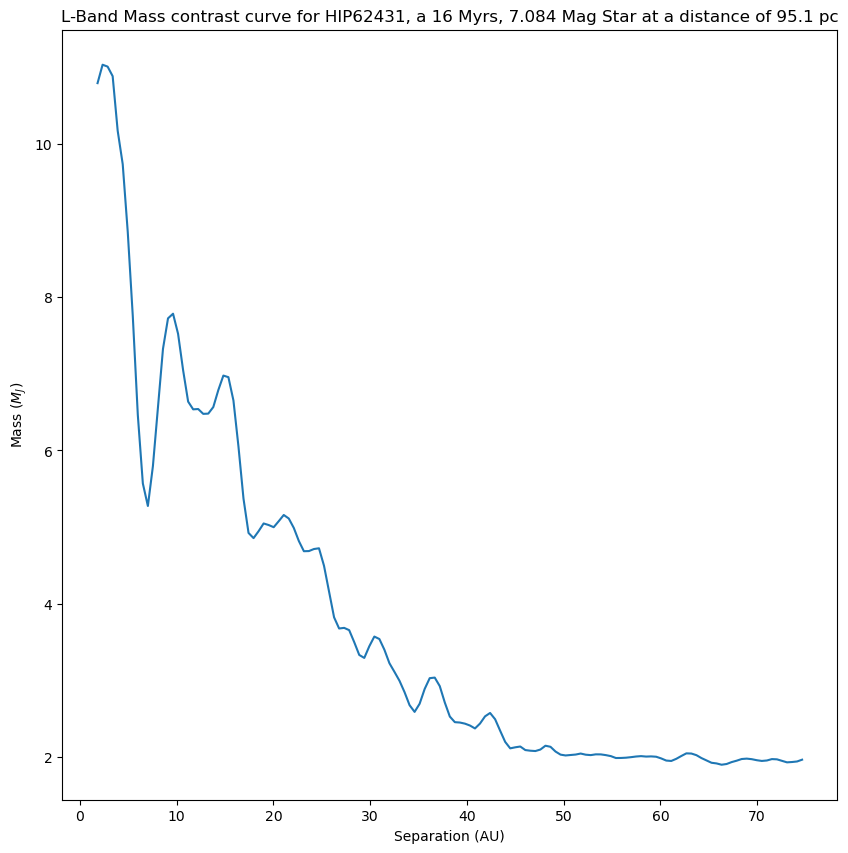 L-Band Mass contrast curve for HIP62431, a 16 Myrs, 7.084 Mag Star at a distance of 95.1 pc
10
8
6
4
2
Mass (M_J)
0 10 20 30 40 50 60 70
Separation (AU)